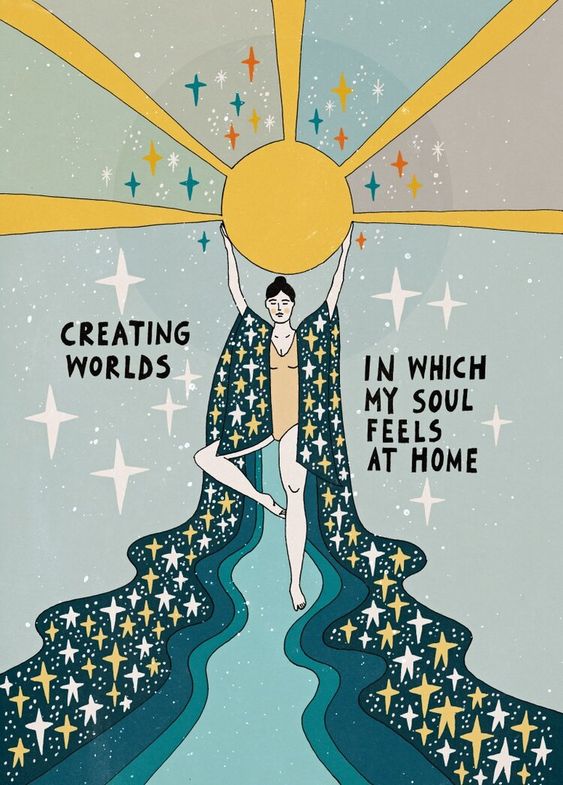 CREATING
WORLDS
IN WHICH
MY SOUL
FEELS
AT HOME